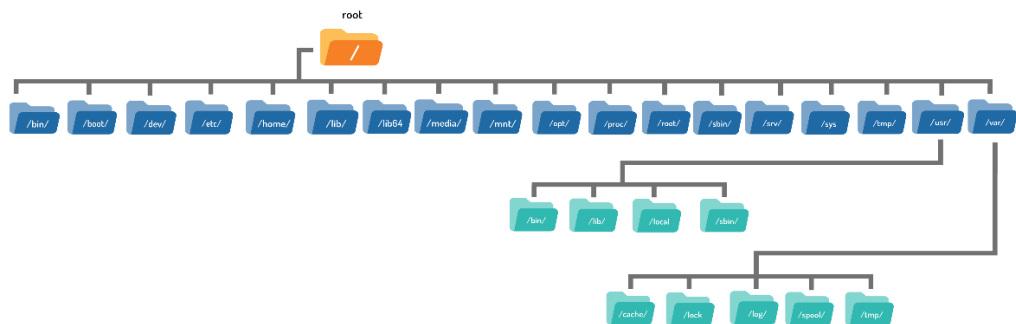 root
/
/bin/ /boot/ /dev/ /etc/ /home/ /lib/ /lib64 /media/ /mnt/ /opt/ /proc/ /root/ /sbin/ /srv/ /sys /tmp/ /usr/ /var/
/bin/ /lib/ /local /sbin/
/cache/ /lock /log/ /spool/ /tmp/